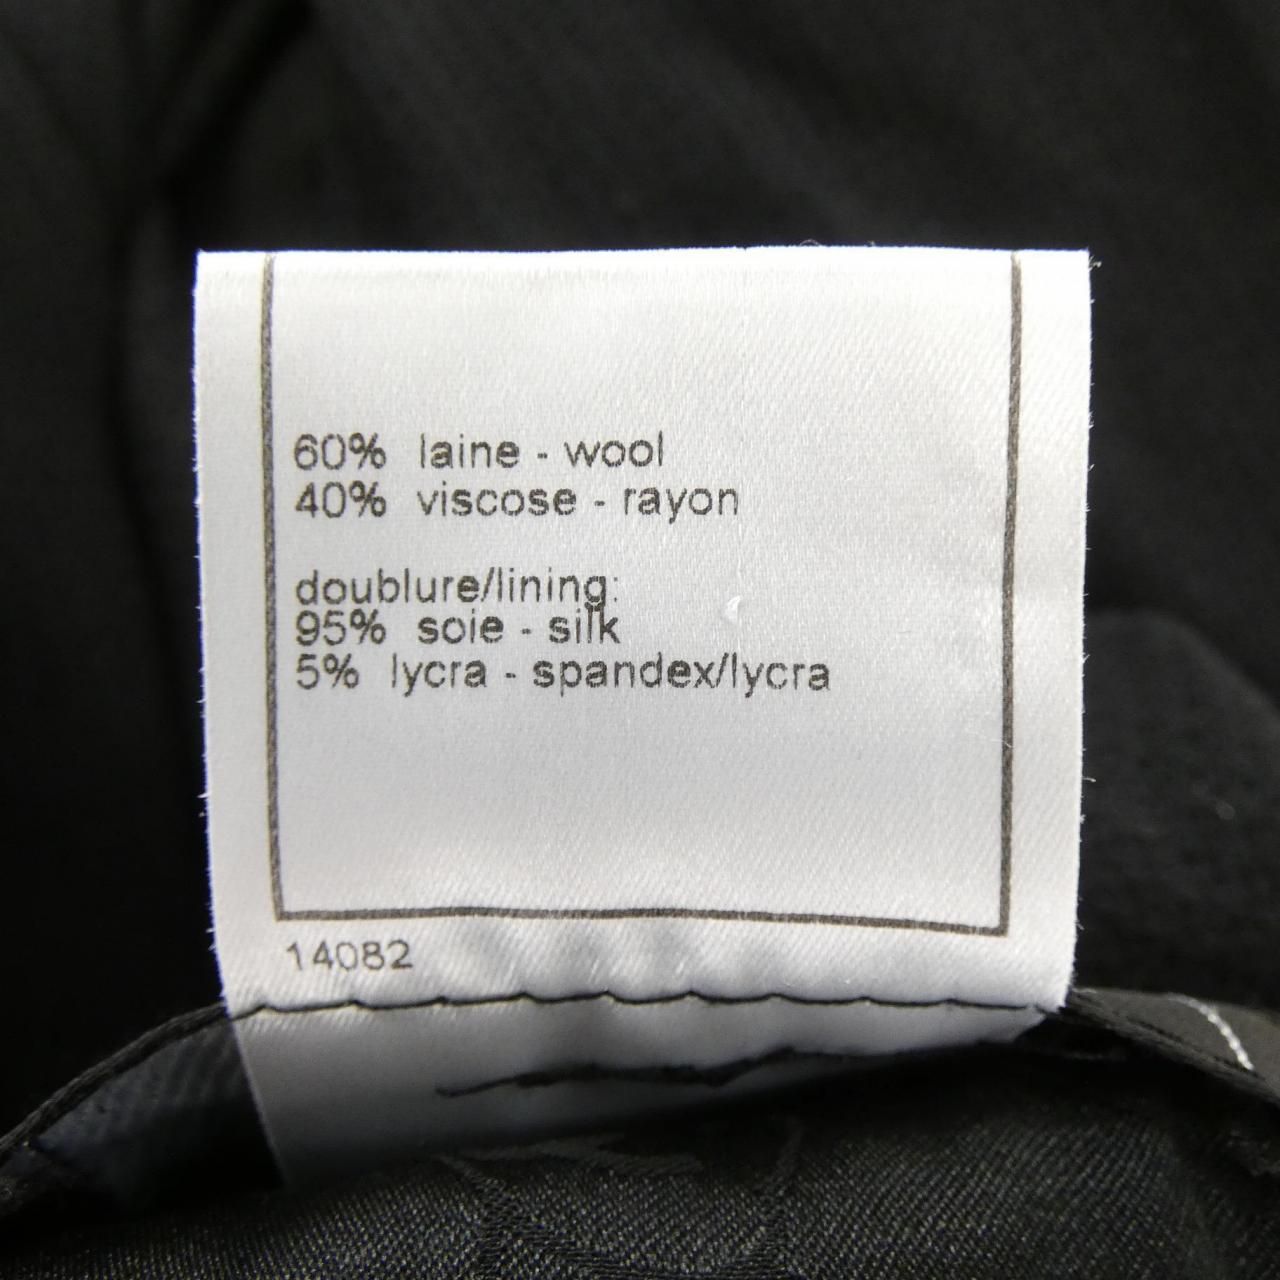 60% laine - wool
40% viscose - rayon
doublure/lining:
95% soie - silk
5% lycra - spandex/lycra
14082